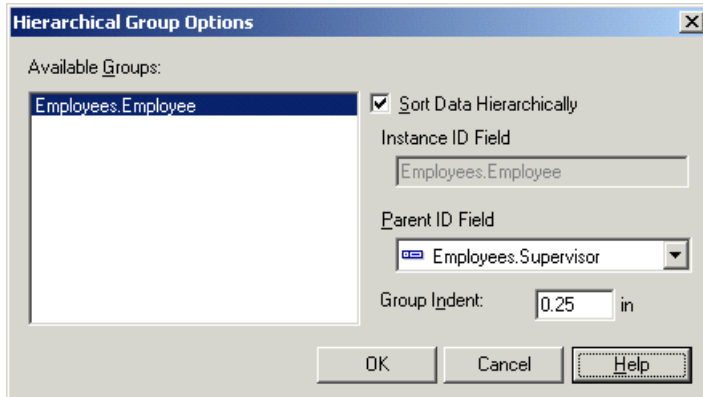 Hierarchical Group Options
Available Groups:
Employees.Employee
Sort Data Hierarchically
Instance ID Field
Employees.Employee
Parent ID Field
Employees.Supervisor
Group Indent: 0.25 in
OK Cancel Help